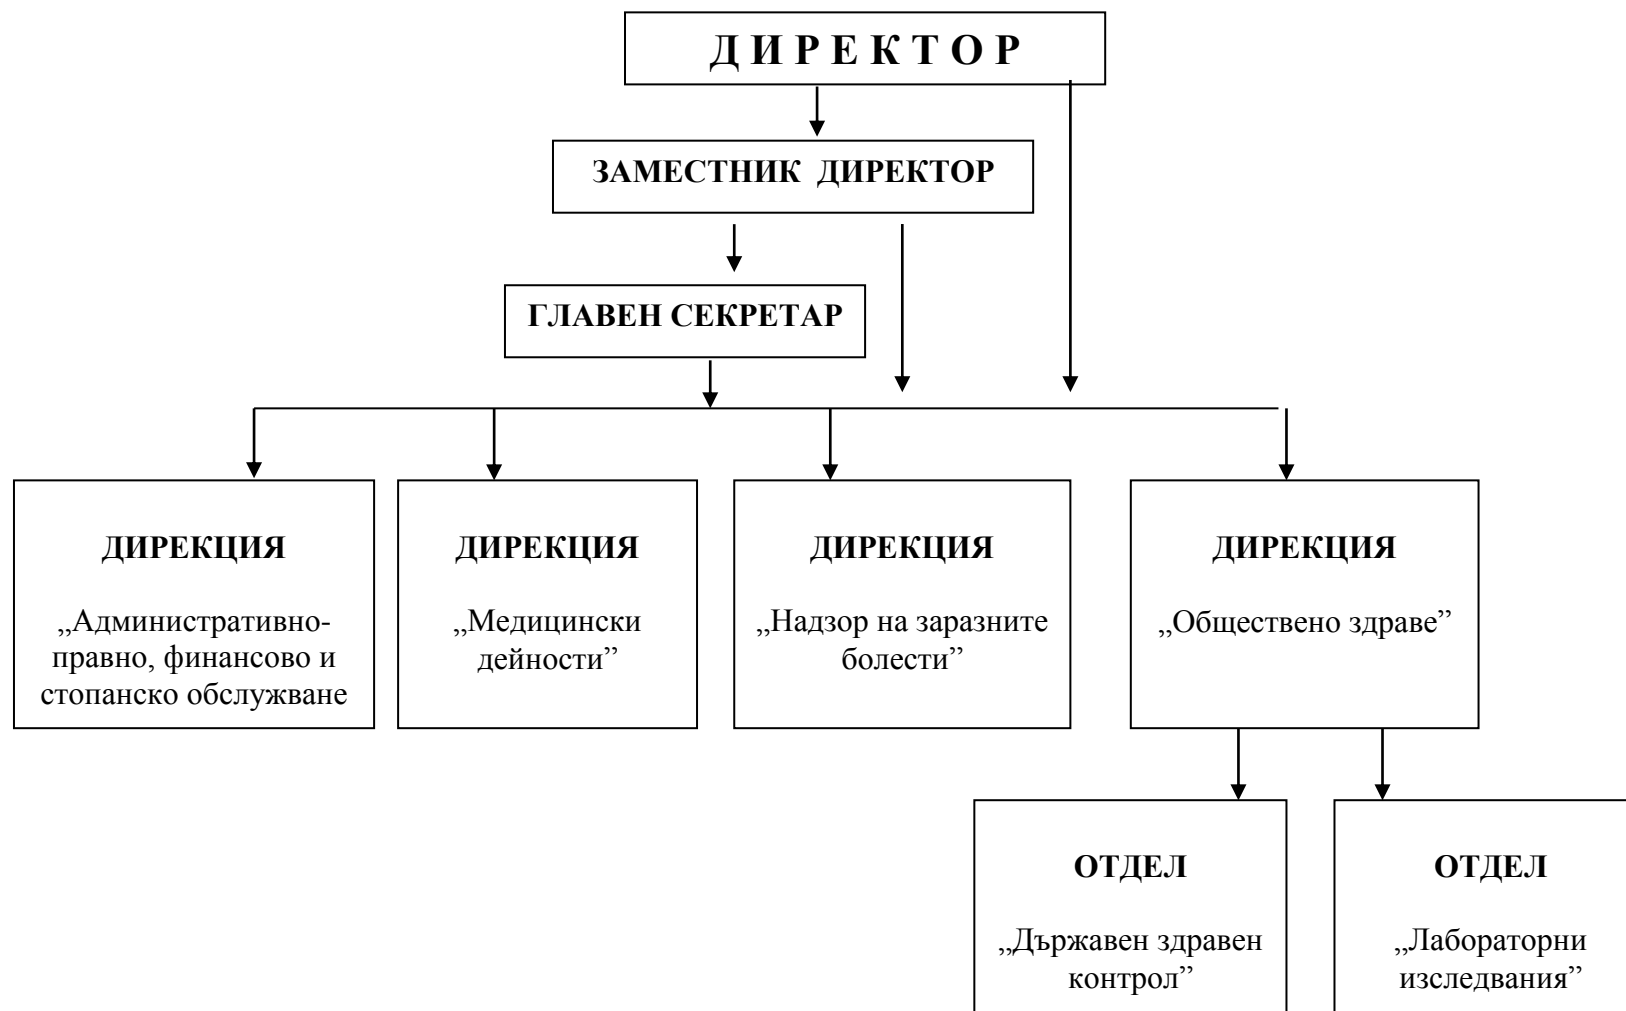 Д И Р Е К Т О Р
ЗАМЕСТНИК ДИРЕКТОР
ГЛАВЕН СЕКРЕТАР
ДИРЕКЦИЯ
„Административно-
правно, финансово и
стопанско обслужване
ДИРЕКЦИЯ
„Медицински
дейности”
ДИРЕКЦИЯ
„Надзор на заразните
болести”
ДИРЕКЦИЯ
„Обществено здраве”
ОТДЕЛ
„Държавен здравен
контрол”
ОТДЕЛ
„Лабораторни
изследвания”